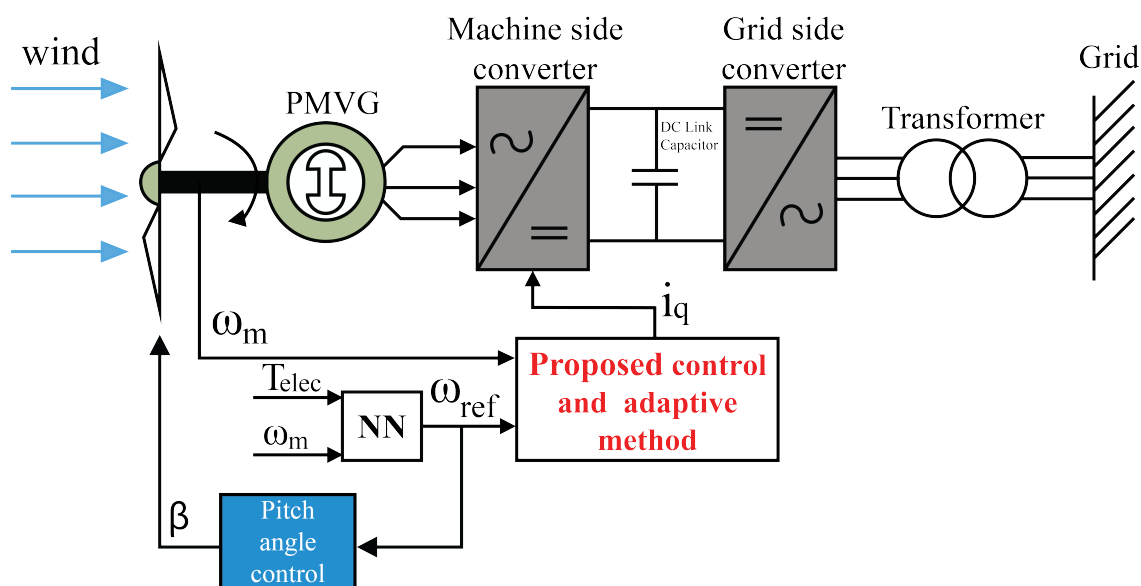 wind
PMVG
Machine side
converter
Grid side
converter
DC Link
Capacitor
Transformer
Grid
ωm
iq
Telec
ωm
NN
ωref
Proposed control
and adaptive
method
β
Pitch
angle
control